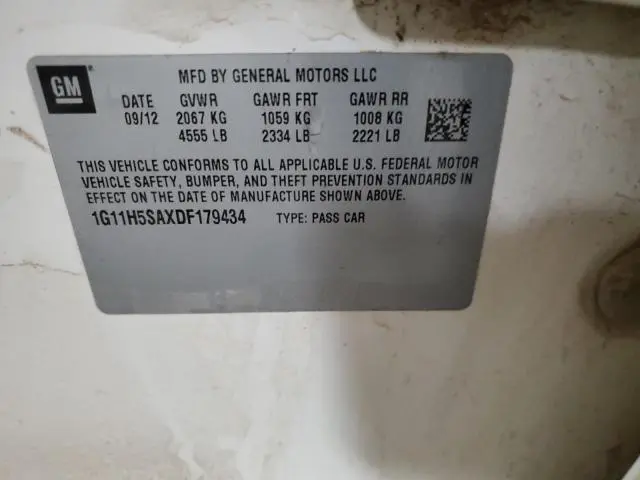 GM
MFD BY GENERAL MOTORS LLC
DATE GVWR GAWR FRT GAWR RR
09/12 2067 KG 1059 KG 1008 KG
4555 LB 2334 LB 2221 LB
THIS VEHICLE CONFORMS TO ALL APPLICABLE U.S. FEDERAL MOTOR
VEHICLE SAFETY, BUMPER, AND THEFT PREVENTION STANDARDS IN
EFFECT ON THE DATE OF MANUFACTURE SHOWN ABOVE.
1G11H5SAXDF179434 TYPE: PASS CAR